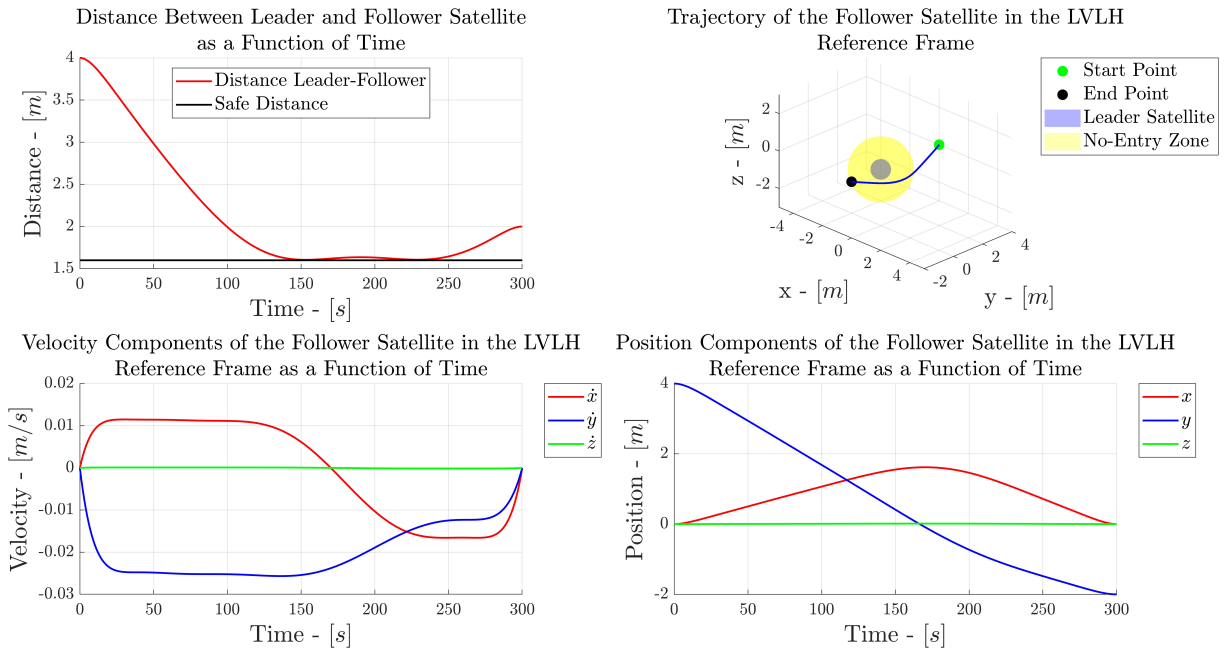 Distance Between Leader and Follower Satellite
as a Function of Time
4
3.5
3
2.5
2
1.5
Distance - [m]
Distance Leader-Follower
Safe Distance
0 50 100 150 200 250 300
Time - [s]
Trajectory of the Follower Satellite in the LVLH
Reference Frame
Start Point
End Point
Leader Satellite
No-Entry Zone
z - [m]
2
0
-2
-4
-2
0
2
4
x - [m]
-2
0
2
4
y - [m]
Velocity Components of the Follower Satellite in the LVLH
Reference Frame as a Function of Time
0.02
0.01
0
-0.01
-0.02
-0.03
Velocity - [m/s]
ẋ
ẏ
ż
0 50 100 150 200 250 300
Time - [s]
Position Components of the Follower Satellite in the LVLH
Reference Frame as a Function of Time
4
2
0
-2
Position - [m]
x
y
z
0 50 100 150 200 250 300
Time - [s]